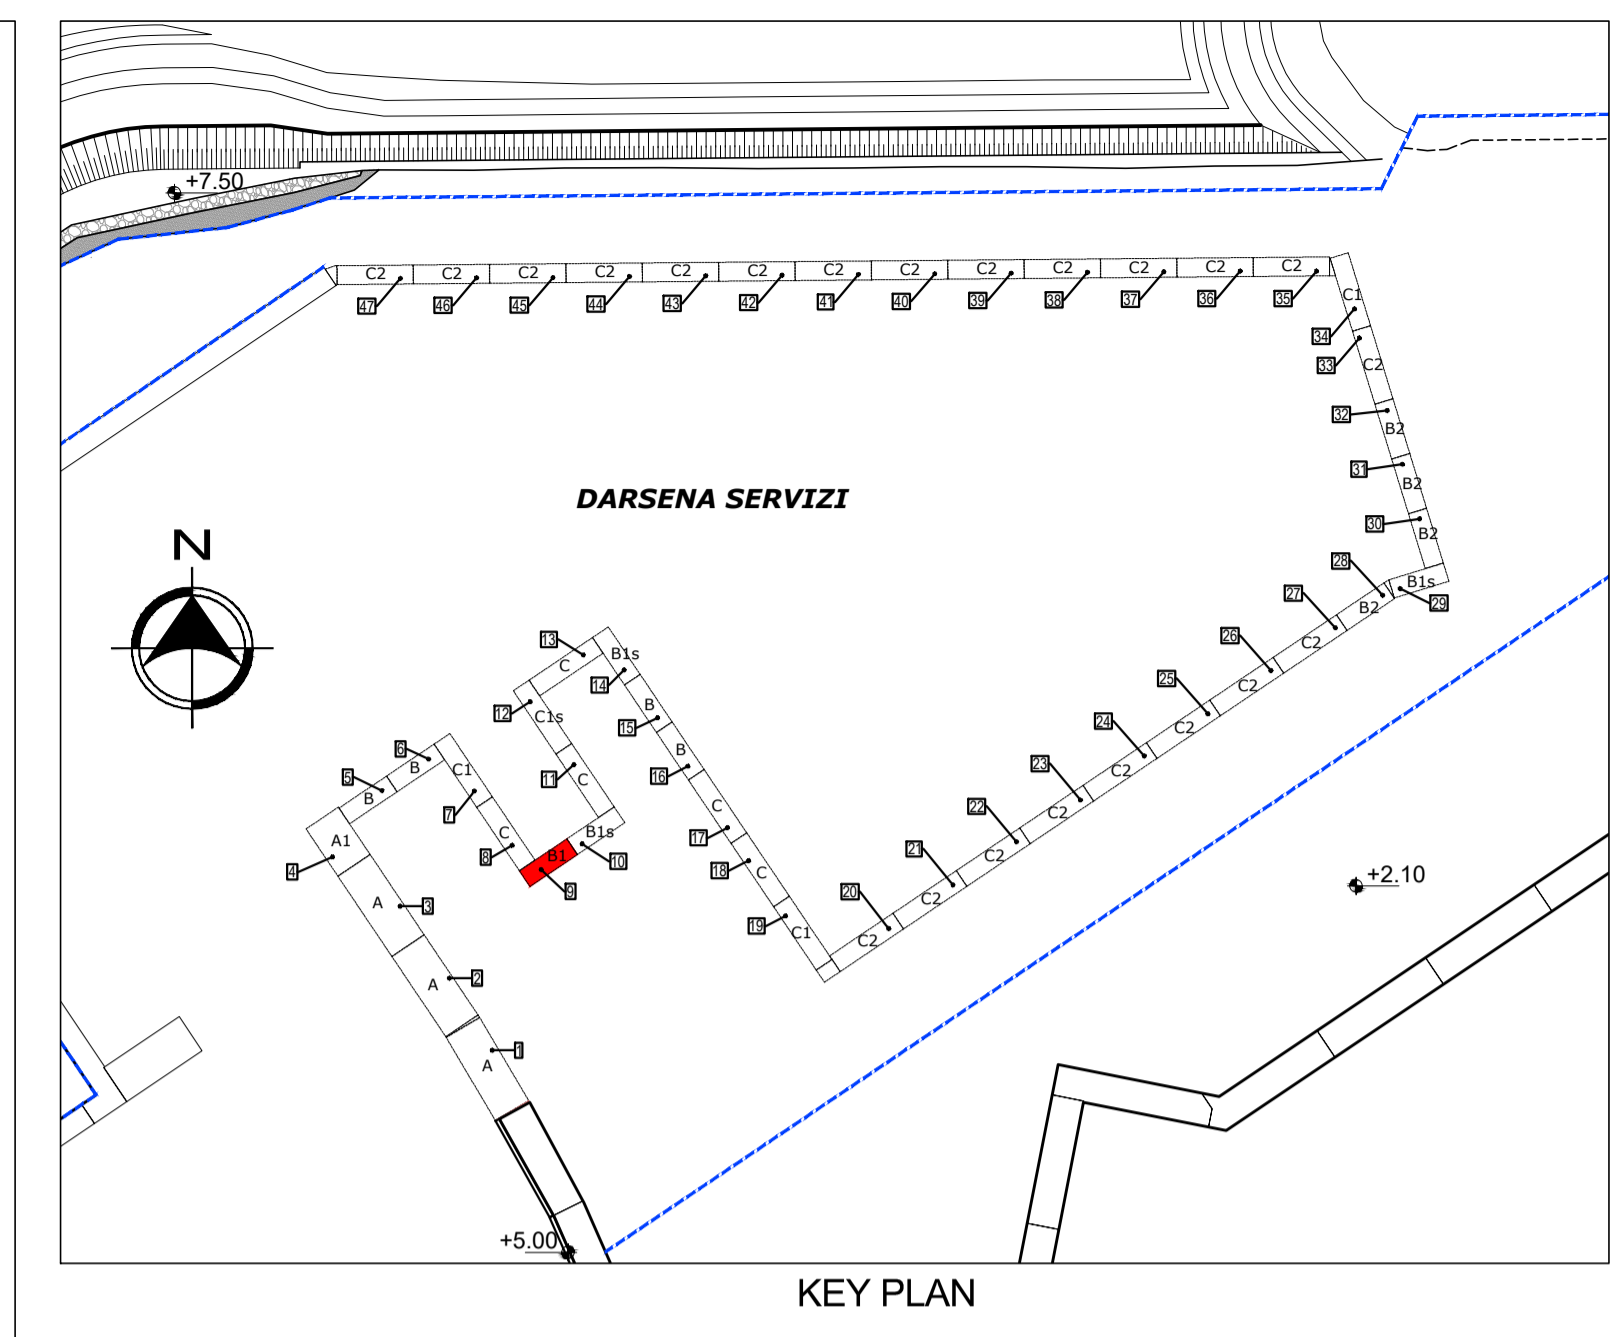 +7.50
C2 C2 C2 C2 C2 C2 C2 C2 C2 C2 C2 C2 C2
47 46 45 44 43 42 41 40 39 38 37 36 35
C1
34
33
C2
32
B2
31
B2
30
B2
DARSENA SERVIZI
N
28
B1s
29
B2
27
C2
26
C2
25
C2
24
C2
23
C2
22
C2
21
C2
20
C2
13
C
B1s
14
12
C1s
15
B
11
C
16
B
C
17
18
C
19
C1
6
B
C1
5
B
7
C
8
B1s
10
B1
9
A1
4
A
3
A
2
A
1
+2.10
+5.00
KEY PLAN